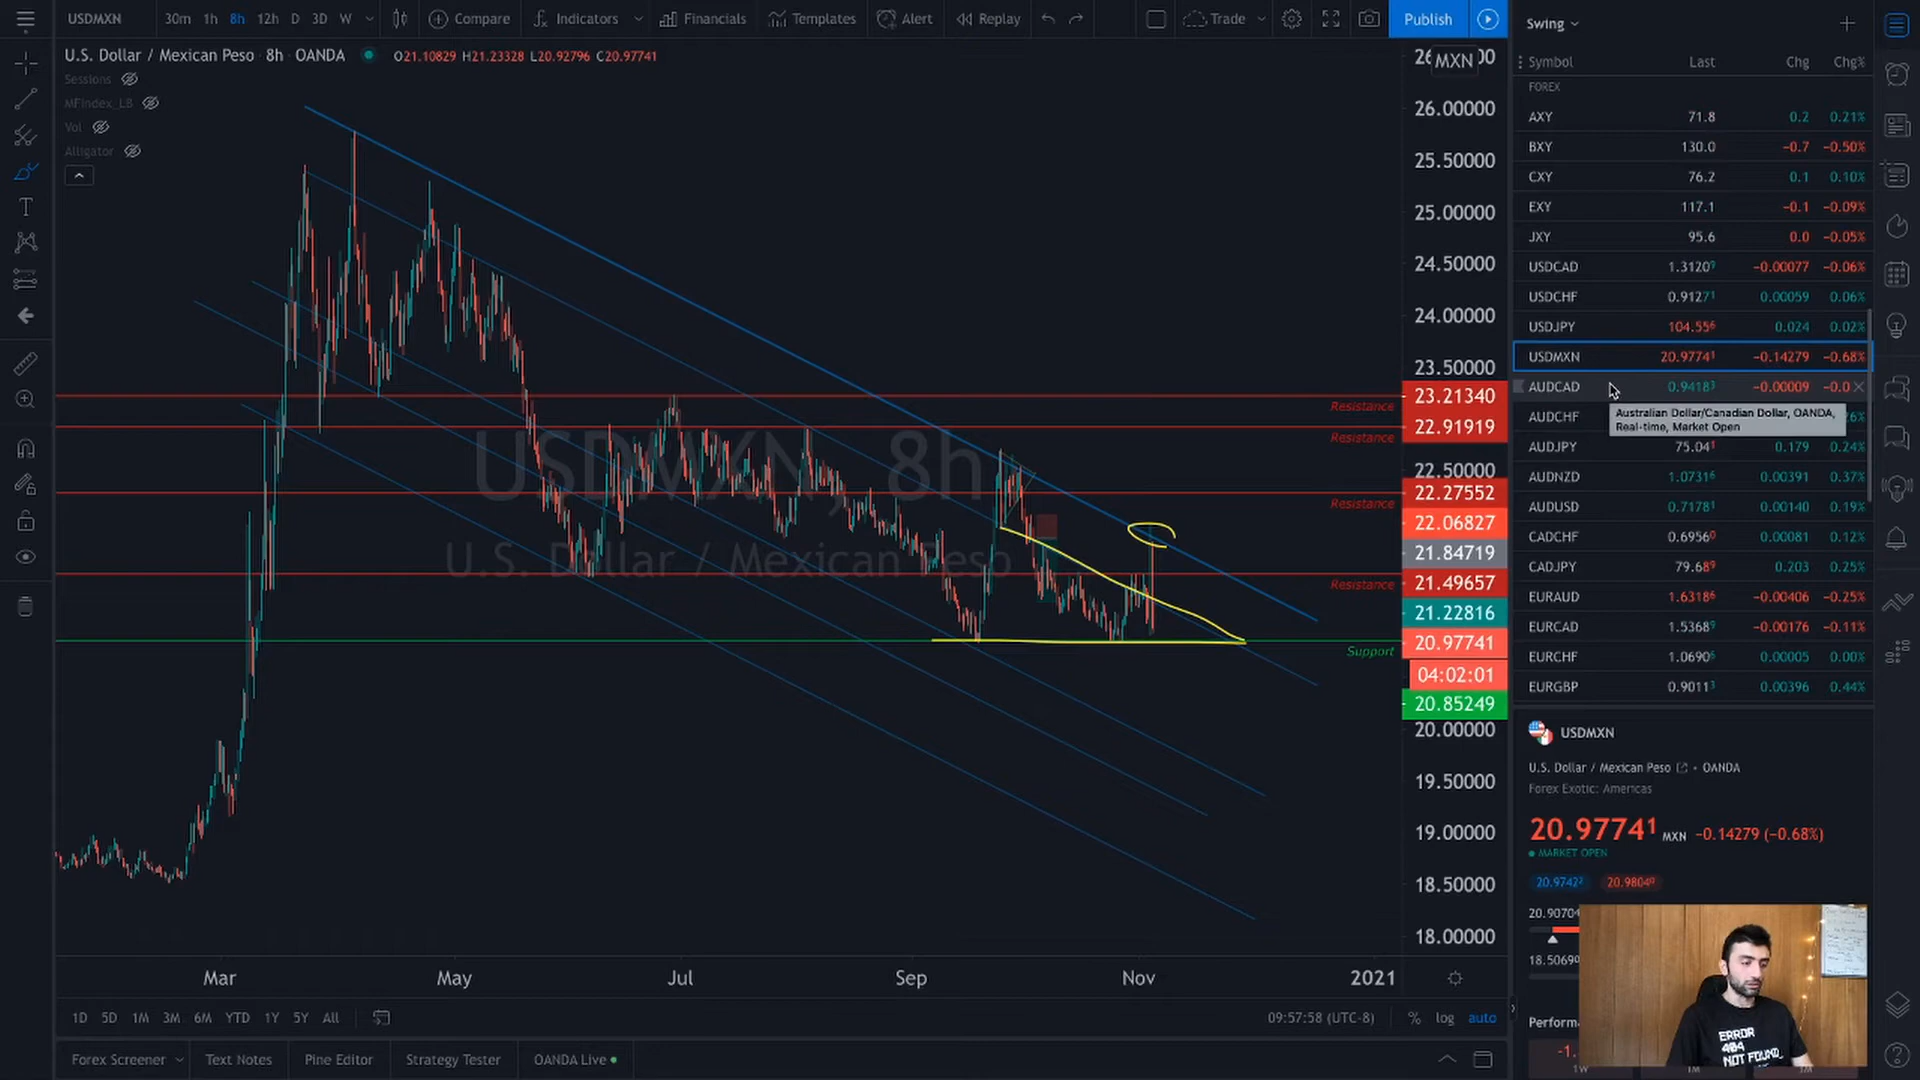 USDMXN 30m 1h 8h 12h D 3D W Compare Indicators Financials Templates Alert Replay Trade Publish
U.S. Dollar / Mexican Peso · 8h · OANDA O21.10829 H21.23328 L20.92796 C20.97741
Sessions
MFIndex_LB
Vol
Alligator
MXN
26.00000
25.50000
25.00000
24.50000
24.00000
23.50000
23.21340
Resistance
22.91919
Resistance
22.50000
22.27552
Resistance
22.06827
21.84719
21.49657
Resistance
21.22816
20.97741
Support
04:02:01
20.85249
20.00000
19.50000
19.00000
18.50000
18.00000
USDMXN, 8h
U.S. Dollar / Mexican Peso
Mar May Jul Sep Nov 2021
1D 5D 1M 3M 6M YTD 1Y 5Y All 09:57:58 (UTC-8) % log auto
Forex Screener Text Notes Pine Editor Strategy Tester OANDA Live
Swing
Symbol Last Chg Chg%
FOREX
AXY 71.8 0.2 0.21%
BXY 130.0 −0.7 −0.50%
CXY 76.2 0.1 0.10%
EXY 117.1 −0.1 −0.09%
JXY 95.6 0.0 −0.05%
USDCAD 1.3120⁹ −0.00077 −0.06%
USDCHF 0.9127¹ 0.00059 0.06%
USDJPY 104.55⁶ 0.024 0.02%
USDMXN 20.9774¹ −0.14279 −0.68%
AUDCAD 0.9418³ −0.00009 −0.0
AUDCHF 6%
Australian Dollar/Canadian Dollar, OANDA,
Real-time, Market Open
AUDJPY 75.04¹ 0.179 0.24%
AUDNZD 1.0731⁶ 0.00391 0.37%
AUDUSD 0.7178¹ 0.00140 0.19%
CADCHF 0.6956⁰ 0.00081 0.12%
CADJPY 79.68⁹ 0.203 0.25%
EURAUD 1.6318⁶ −0.00406 −0.25%
EURCAD 1.5368⁹ −0.00176 −0.11%
EURCHF 1.0690⁵ 0.00005 0.00%
EURGBP 0.9011³ 0.00396 0.44%
USDMXN
U.S. Dollar / Mexican Peso • OANDA
Forex Exotic: Americas
20.9774¹ MXN −0.14279 (−0.68%)
MARKET OPEN
20.9742² 20.9804⁰
20.9070⁴
18.5069⁰
Perform
-1.
1W
ERROR
404
NOT FOUND_